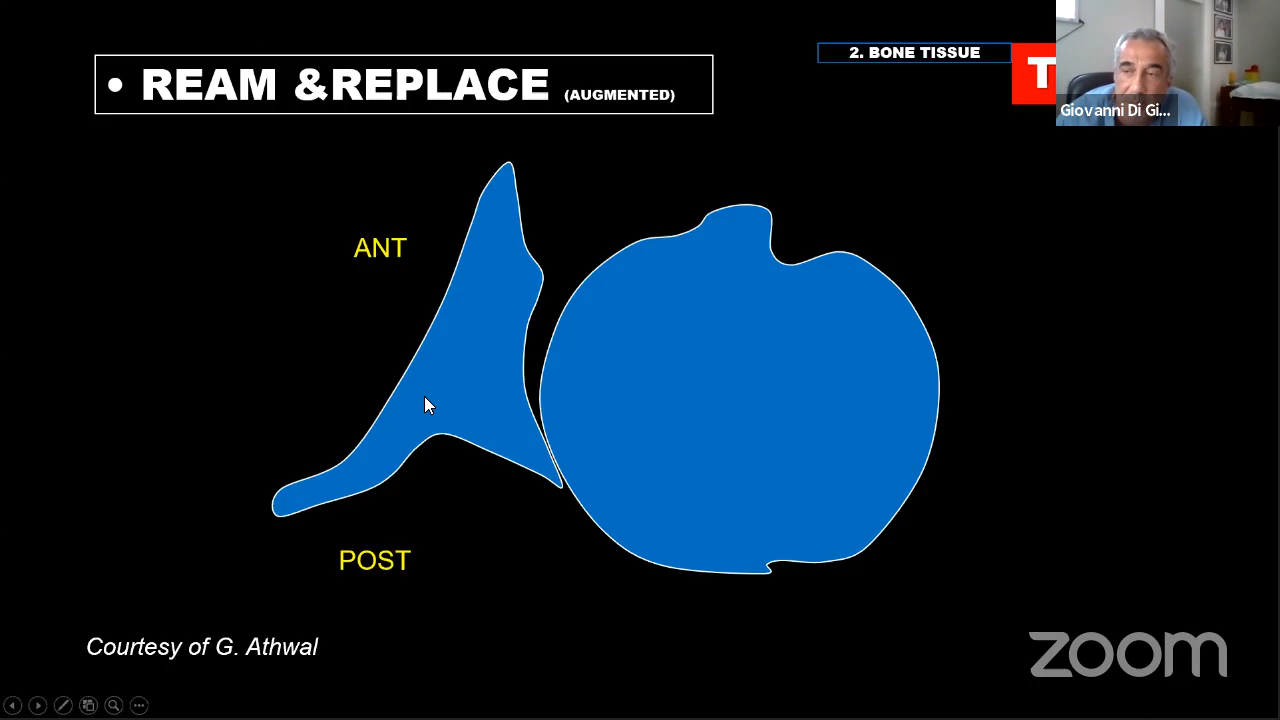 2. BONE TISSUE
• REAM &REPLACE (AUGMENTED)
T
Giovanni Di Gi...
ANT
POST
Courtesy of G. Athwal
zoom